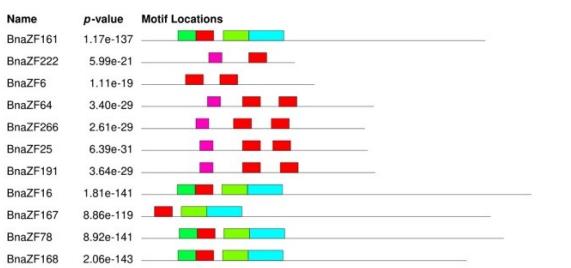 Name p-value Motif Locations
BnaZF161 1.17e-137
BnaZF222 5.99e-21
BnaZF6 1.11e-19
BnaZF64 3.40e-29
BnaZF266 2.61e-29
BnaZF25 6.39e-31
BnaZF191 3.64e-29
BnaZF16 1.81e-141
BnaZF167 8.86e-119
BnaZF78 8.92e-141
BnaZF168 2.06e-143